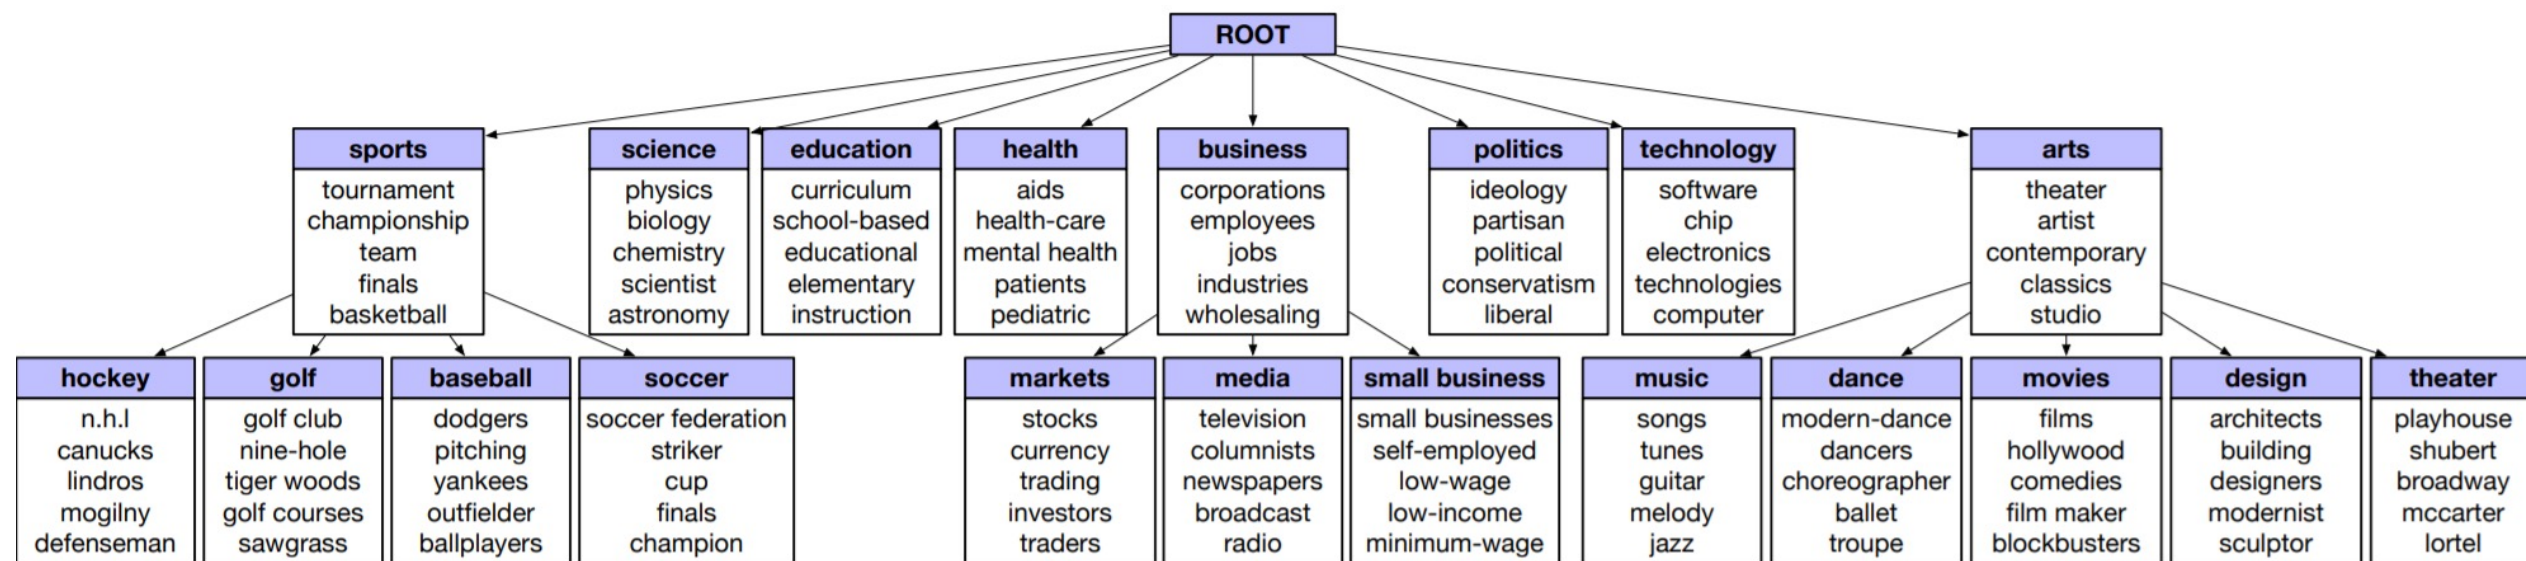 ROOT
sports
tournament
championship
team
finals
basketball
science
physics
biology
chemistry
scientist
astronomy
education
curriculum
school-based
educational
elementary
instruction
health
aids
health-care
mental health
patients
pediatric
business
corporations
employees
jobs
industries
wholesaling
politics
ideology
partisan
political
conservatism
liberal
technology
software
chip
electronics
technologies
computer
arts
theater
artist
contemporary
classics
studio
hockey
n.h.l
canucks
lindros
mogilny
defenseman
golf
golf club
nine-hole
tiger woods
golf courses
sawgrass
baseball
dodgers
pitching
yankees
outfielder
ballplayers
soccer
soccer federation
striker
cup
finals
champion
markets
stocks
currency
trading
investors
traders
media
television
columnists
newspapers
broadcast
radio
small business
small businesses
self-employed
low-wage
low-income
minimum-wage
music
songs
tunes
guitar
melody
jazz
dance
modern-dance
dancers
choreographer
ballet
troupe
movies
films
hollywood
comedies
film maker
blockbusters
design
architects
building
designers
modernist
sculptor
theater
playhouse
shubert
broadway
mccarter
lortel